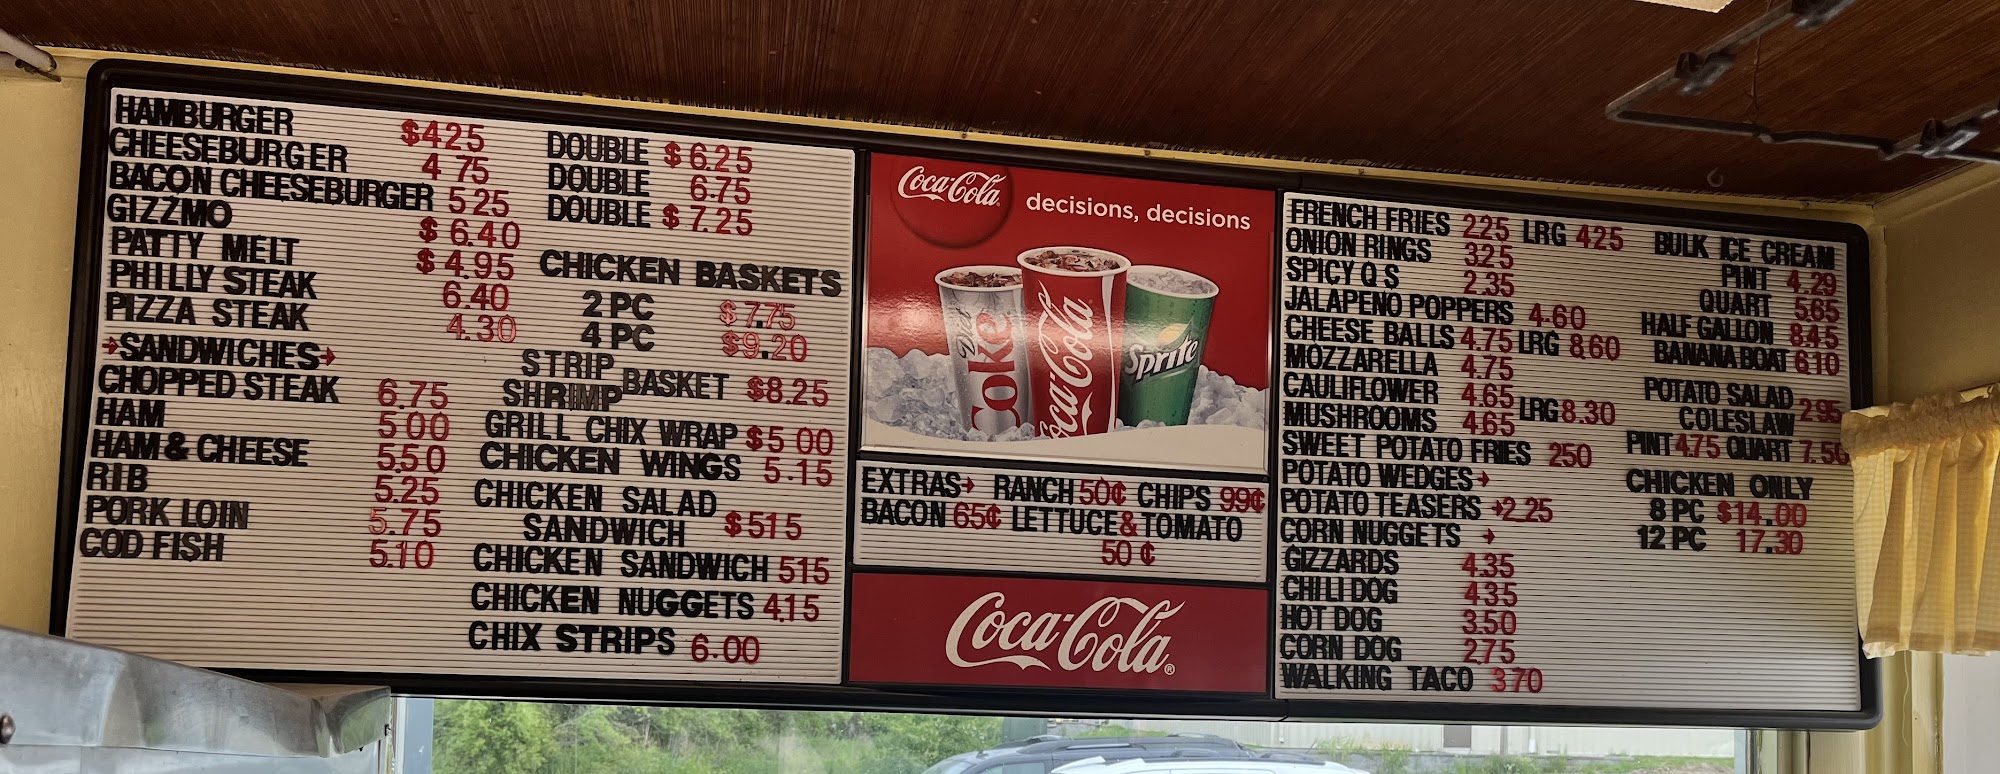 HAMBURGER $425 DOUBLE $6.25
CHEESEBURGER 475 DOUBLE 6.75
BACON CHEESEBURGER 525 DOUBLE $7.25
GIZZMO $6.40
PATTY MELT $4.95
PHILLY STEAK 6.40
PIZZA STEAK 4.30
→SANDWICHES→
CHOPPED STEAK 6.75
HAM 500
HAM & CHEESE 5.50
RIB 5.25
PORK LOIN 5.75
COD FISH 5.10
CHICKEN BASKETS
2 PC $7.75
4 PC $9.20
STRIP
SHRIMP BASKET $8.25
GRILL CHIX WRAP $5 00
CHICKEN WINGS 5.15
CHICKEN SALAD
SANDWICH $515
CHICKEN SANDWICH 515
CHICKEN NUGGETS 4.15
CHIX STRIPS 6.00
Coca-Cola decisions, decisions
Diet Coke
Coca-Cola
Sprite
EXTRAS→ RANCH 50¢ CHIPS 99¢
BACON 65¢ LETTUCE & TOMATO
50¢
Coca-Cola®
FRENCH FRIES 225 LRG 425
ONION RINGS 325
SPICY Q S 2.35
JALAPENO POPPERS 4.60
CHEESE BALLS 4.75 LRG 8.60
MOZZARELLA 4.75
CAULIFLOWER 4.65
MUSHROOMS 4.65 LRG 8.30
SWEET POTATO FRIES 250
POTATO WEDGES→
POTATO TEASERS →2.25
CORN NUGGETS →
GIZZARDS 4.35
CHILI DOG 4.35
HOT DOG 3.50
CORN DOG 2.75
WALKING TACO 370
BULK ICE CREAM
PINT 4.29
QUART 5.65
HALF GALLON 8.45
BANANA BOAT 6.10
POTATO SALAD
COLESLAW 2.95
PINT 4.75 QUART 7.50
CHICKEN ONLY
8 PC $14.00
12 PC 17.30